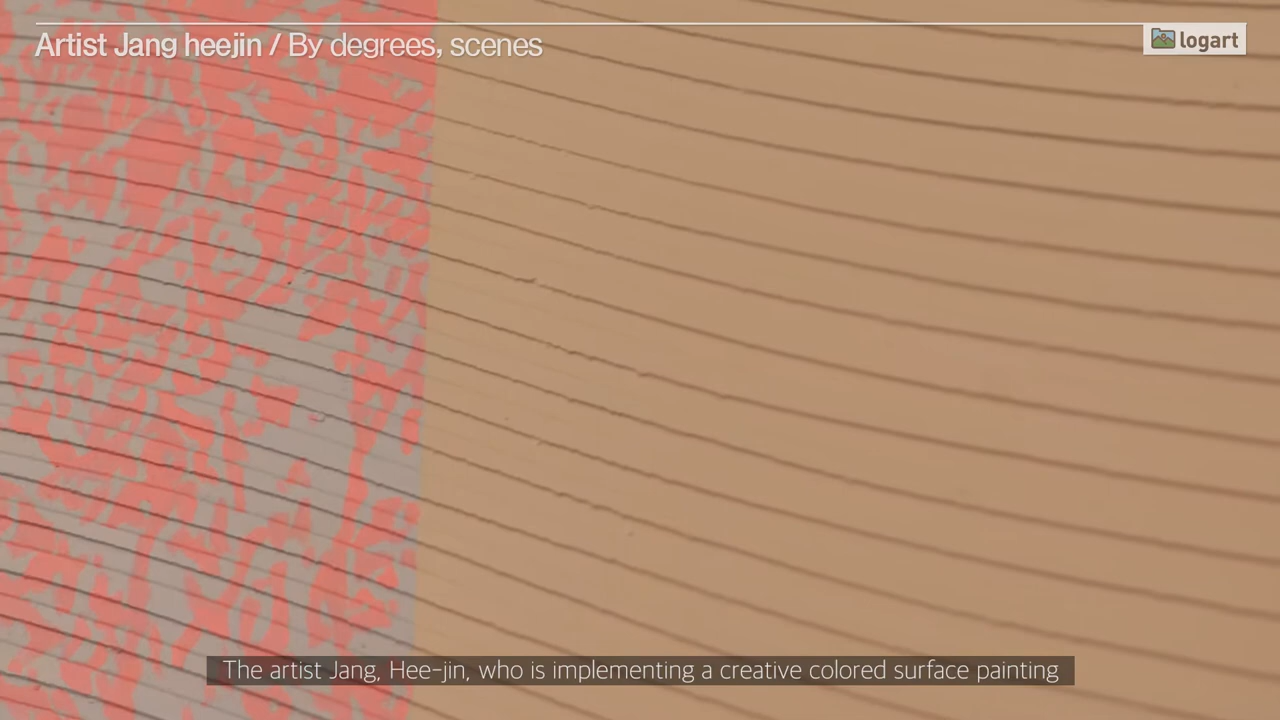 Artist Jang heejin / By degrees, scenes
logart
The artist Jang, Hee-jin, who is implementing a creative colored surface painting